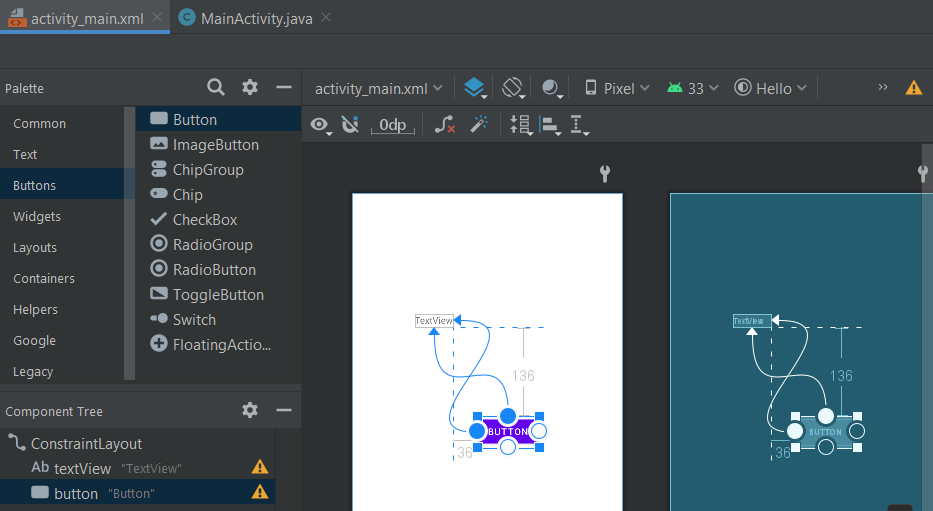 activity_main.xml
MainActivity.java
Palette
activity_main.xml
Pixel
33
Hello
Common
Text
Buttons
Widgets
Layouts
Containers
Helpers
Google
Legacy
Button
ImageButton
ChipGroup
Chip
CheckBox
RadioGroup
RadioButton
ToggleButton
Switch
FloatingActio...
0dp
TextView
136
BUTTON
36
TextView
136
BUTTON
36
Component Tree
ConstraintLayout
Ab textView "TextView"
button "Button"